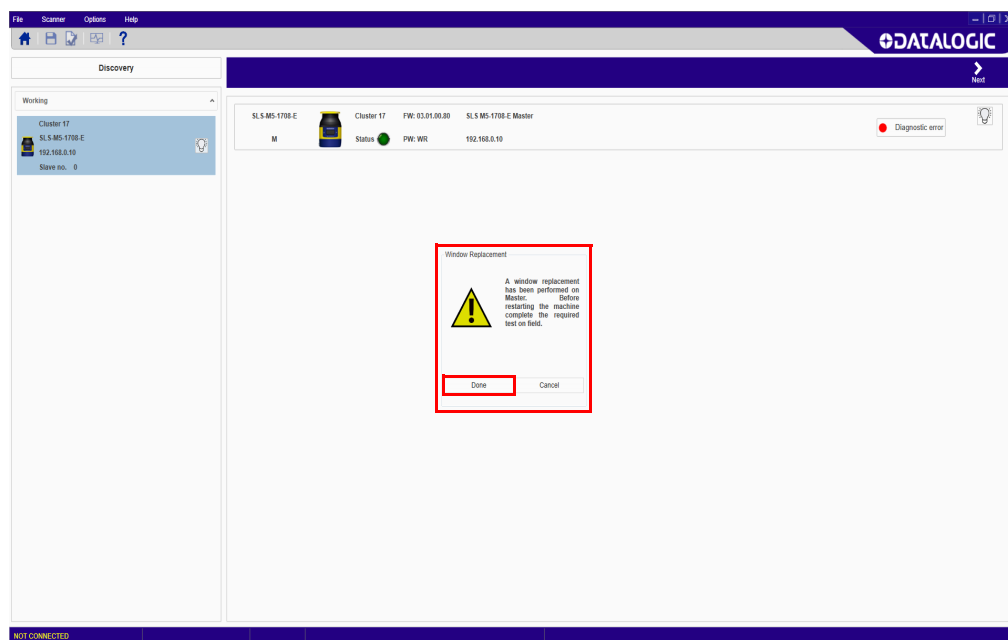 File Scanner Options Help
? DATALOGIC
Discovery
Next
Working
Cluster 17
SLS-M5-1708-E
192.168.0.10
Slave no. 0
SLS-M5-1708-E Cluster 17 FW: 03.01.00.80 SLS M5-1708-E Master
M Status PW: WR 192.168.0.10
Diagnostic error
Window Replacement
A window replacement
has been performed on
Master. Before
restarting the machine
complete the required
test on field.
Done Cancel
NOT CONNECTED